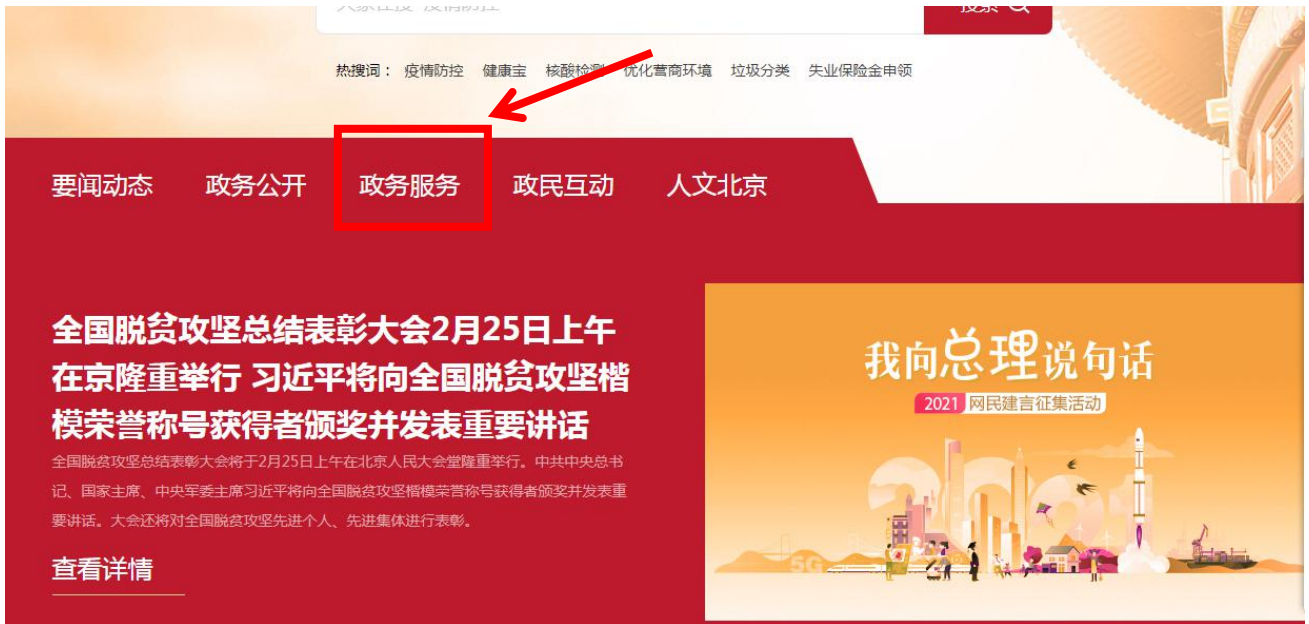 热搜词： 疫情防控 健康宝 核酸检测 优化营商环境 垃圾分类 失业保险金申领
要闻动态 政务公开 政务服务 政民互动 人文北京
全国脱贫攻坚总结表彰大会2月25日上午
在京隆重举行 习近平将向全国脱贫攻坚楷
模荣誉称号获得者颁奖并发表重要讲话
全国脱贫攻坚总结表彰大会将于2月25日上午在北京人民大会堂隆重举行。中共中央总书
记、国家主席、中央军委主席习近平将向全国脱贫攻坚楷模荣誉称号获得者颁奖并发表重
要讲话。大会还将对全国脱贫攻坚先进个人、先进集体进行表彰。
查看详情
我向总理说句话
2021 网民建言征集活动
2021
5G